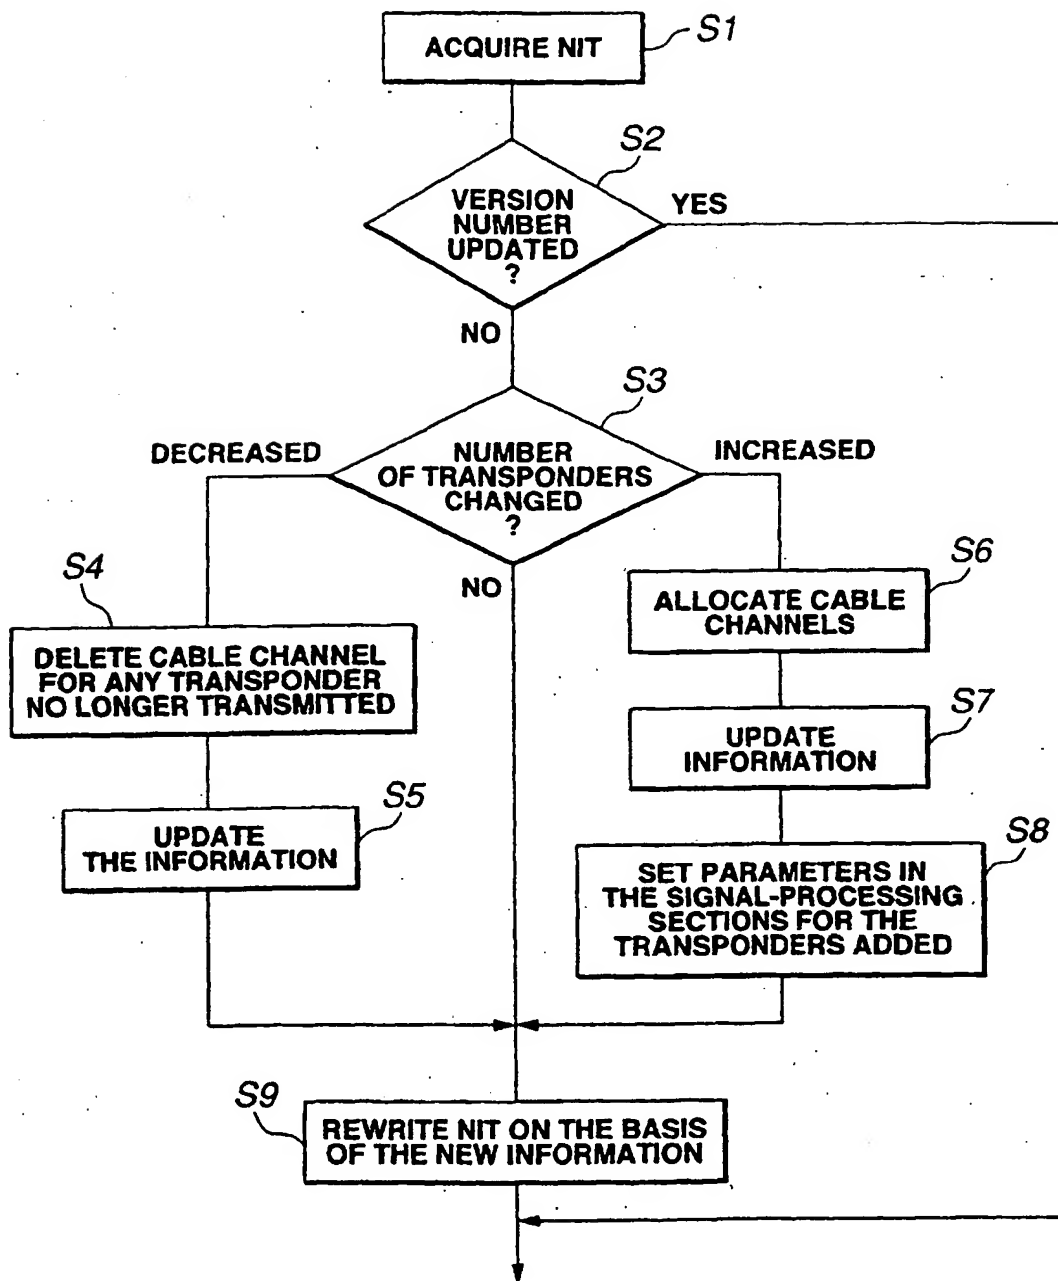 ACQUIRE NIT
S1
S2
VERSION
NUMBER
UPDATED
?
YES
NO
S3
DECREASED
NUMBER
OF TRANSPONDERS
CHANGED
?
INCREASED
NO
S4
DELETE CABLE CHANNEL
FOR ANY TRANSPONDER
NO LONGER TRANSMITTED
S6
ALLOCATE CABLE
CHANNELS
S7
UPDATE
INFORMATION
S5
UPDATE
THE INFORMATION
S8
SET PARAMETERS IN
THE SIGNAL-PROCESSING
SECTIONS FOR THE
TRANSPONDERS ADDED
S9
REWRITE NIT ON THE BASIS
OF THE NEW INFORMATION